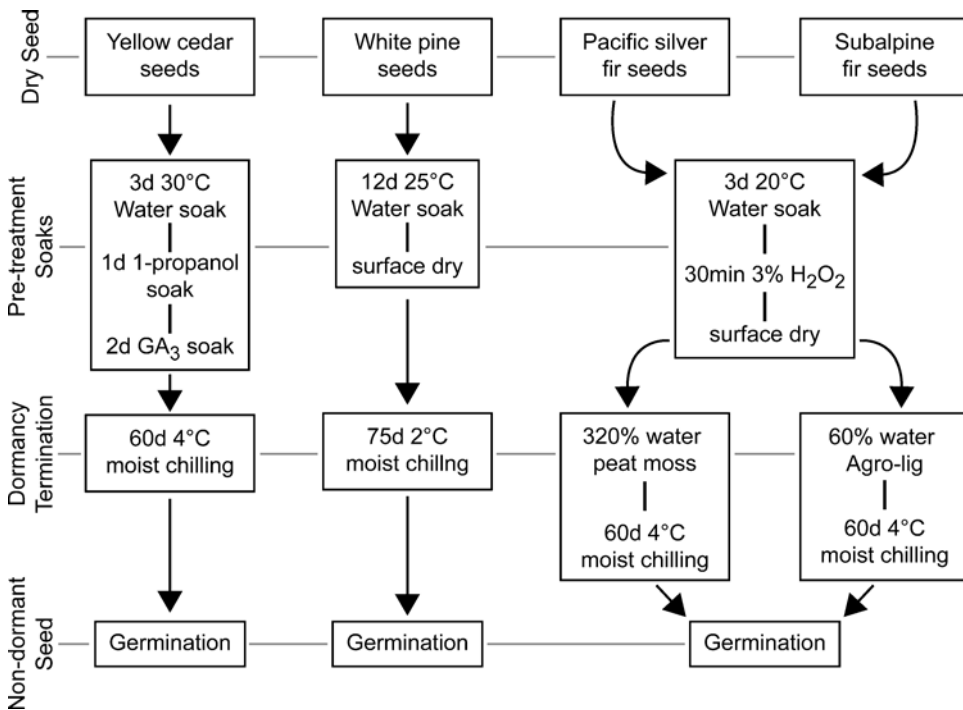 Dry Seed
Yellow cedar
seeds
White pine
seeds
Pacific silver
fir seeds
Subalpine
fir seeds
Pre-treatment
Soaks
3d 30°C
Water soak
1d 1-propanol
soak
2d GA₃ soak
12d 25°C
Water soak
surface dry
3d 20°C
Water soak
30min 3% H₂O₂
surface dry
Dormancy
Termination
60d 4°C
moist chilling
75d 2°C
moist chillng
320% water
peat moss
60d 4°C
moist chilling
60% water
Agro-lig
60d 4°C
moist chilling
Non-dormant
Seed
Germination
Germination
Germination